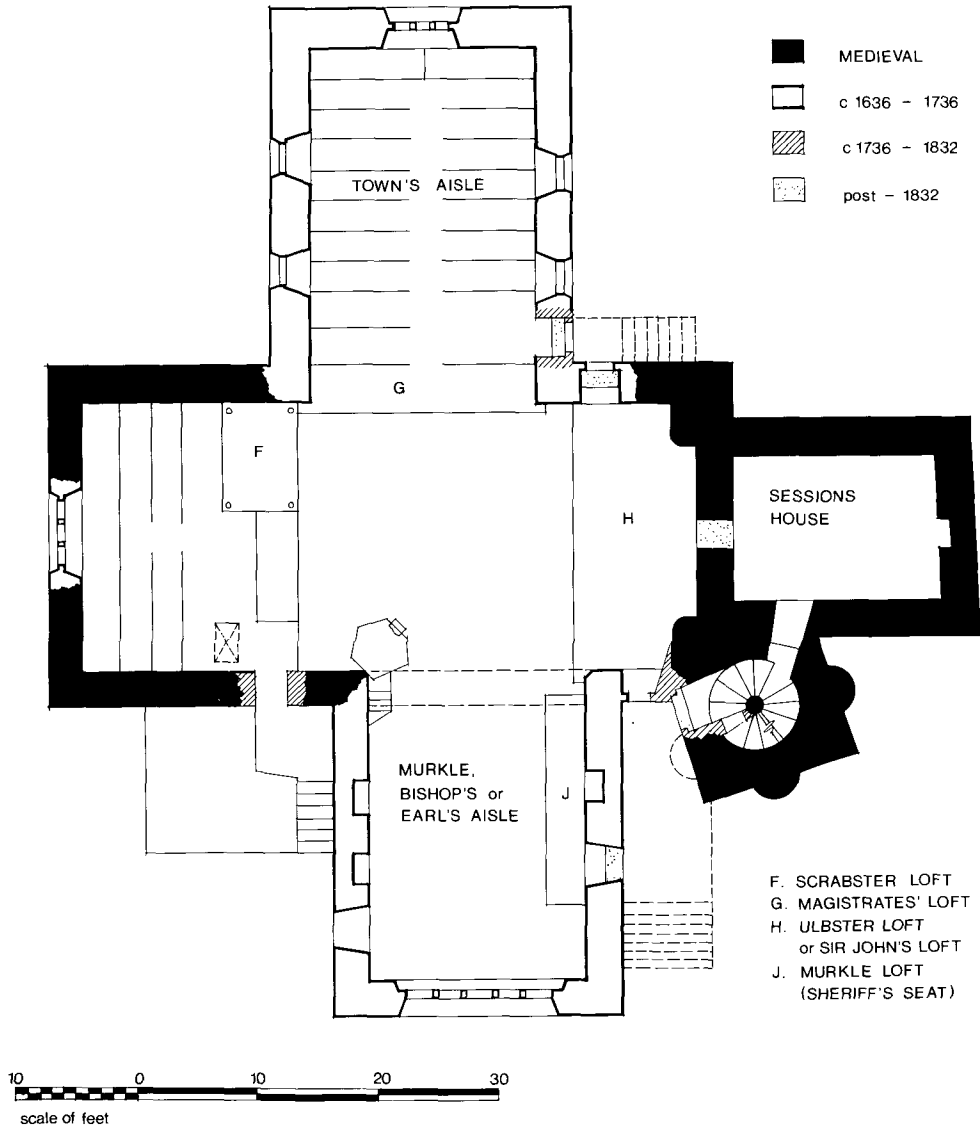 MEDIEVAL
c 1636 – 1736
c 1736 – 1832
post – 1832
TOWN'S AISLE
G
F
H
SESSIONS
HOUSE
MURKLE,
BISHOP'S or
EARL'S AISLE
J
F. SCRABSTER LOFT
G. MAGISTRATES' LOFT
H. ULBSTER LOFT
or SIR JOHN'S LOFT
J. MURKLE LOFT
(SHERIFF'S SEAT)
10 0 10 20 30
scale of feet